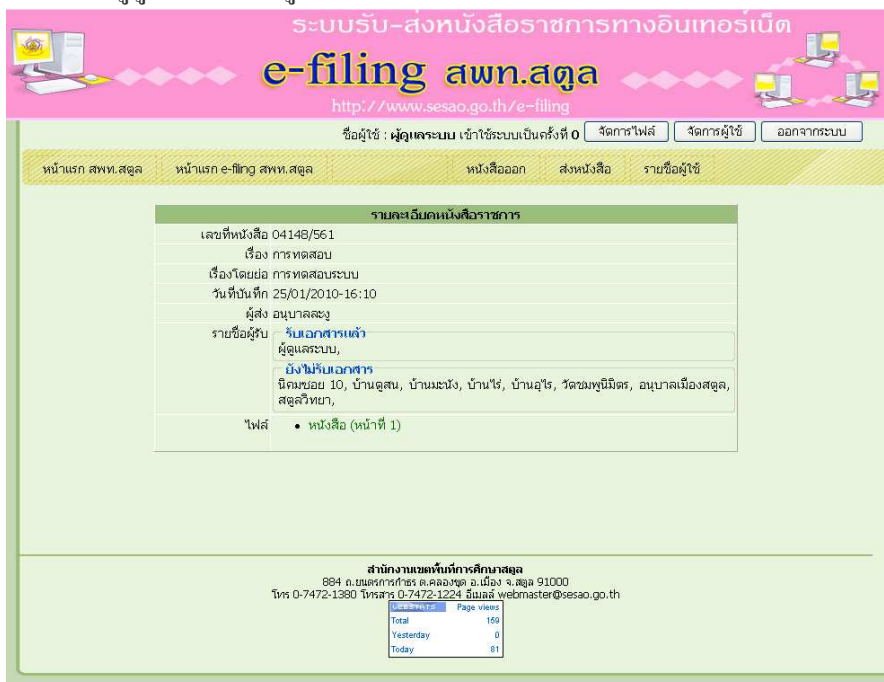 ระบบรับ-ส่งหนังสือราชการทางอินเทอร์เน็ต
e-filing สพท.สตูล
http://www.sesao.go.th/e-filing
ชื่อผู้ใช้ : ผู้ดูแลระบบ เข้าใช้ระบบเป็นครั้งที่ 0 จัดการไฟล์ จัดการผู้ใช้ ออกจากระบบ
หน้าแรก สพท.สตูล หน้าแรก e-filing สพท.สตูล หนังสือออก ส่งหนังสือ รายชื่อผู้ใช้
รายละเอียดหนังสือราชการ
เลขที่หนังสือ 04148/561
เรื่อง การทดสอบ
เรื่องโดยย่อ การทดสอบระบบ
วันที่บันทึก 25/01/2010-16:10
ผู้ส่ง อนุบาลละงู
รายชื่อผู้รับ รับเอกสารแล้ว
ผู้ดูแลระบบ,
ยังไม่รับเอกสาร
นิคมซอย 10, บ้านดูสน, บ้านมะนัง, บ้านไร่, บ้านอุไร, วัดชมพูนิมิตร, อนุบาลเมืองสตูล,
สตูลวิทยา,
ไฟล์ • หนังสือ (หน้าที่ 1)
สำนักงานเขตพื้นที่การศึกษาสตูล
884 ถ.ยนตรการกำธร ต.คลองขุด อ.เมือง จ.สตูล 91000
โทร 0-7472-1380 โทรสาร 0-7472-1224 อีเมลล์ webmaster@sesao.go.th
WEBSTATS Page views
Total 159
Yesterday 0
Today 81